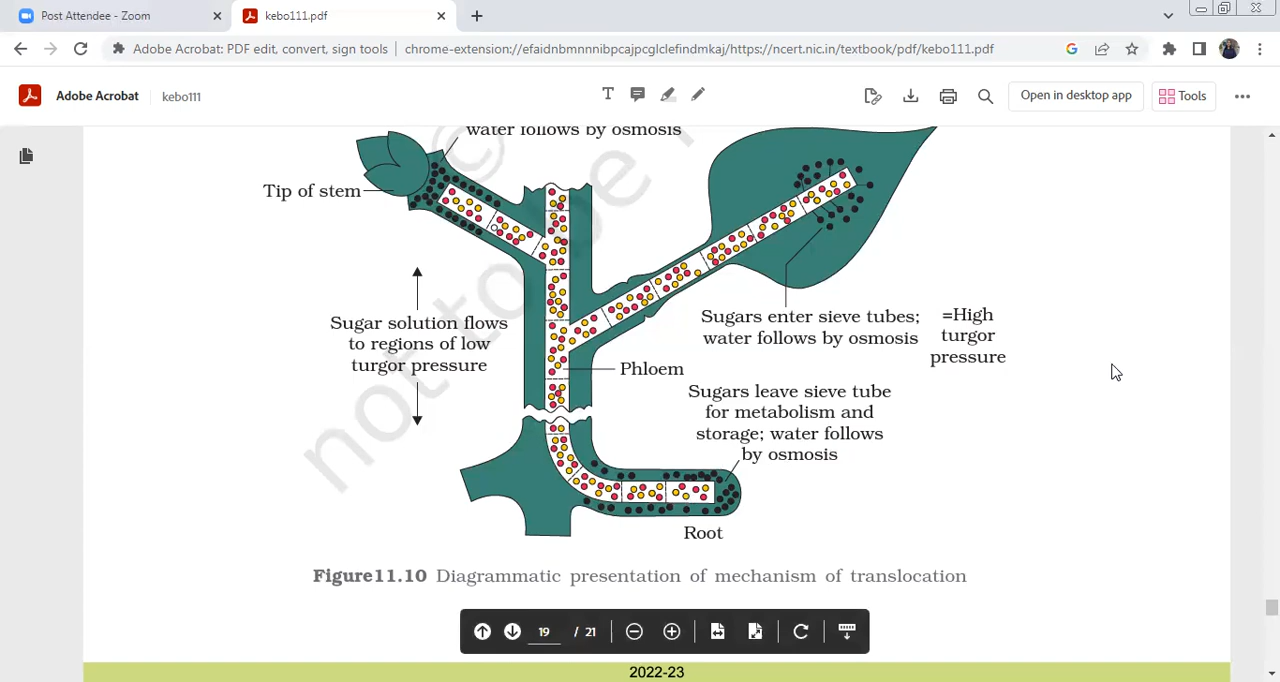 Post Attendee - Zoom
kebo111.pdf
Adobe Acrobat: PDF edit, convert, sign tools | chrome-extension://efaidnbmnnnibpcajpcglclefindmkaj/https://ncert.nic.in/textbook/pdf/kebo111.pdf
Adobe Acrobat
kebo111
Open in desktop app
Tools
water follows by osmosis
Tip of stem
Sugar solution flows
to regions of low
turgor pressure
Sugars enter sieve tubes;
water follows by osmosis
=High
turgor
pressure
Phloem
Sugars leave sieve tube
for metabolism and
storage; water follows
by osmosis
Root
© not to be
Figure11.10 Diagrammatic presentation of mechanism of translocation
19 / 21
2022-23